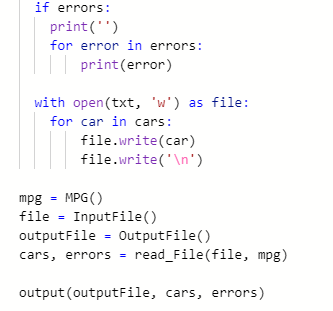 if errors:
print('')
for error in errors:
print(error)
with open(txt, 'w') as file:
for car in cars:
file.write(car)
file.write('\n')
mpg = MPG()
file = InputFile()
outputFile = OutputFile()
cars, errors = read_File(file, mpg)
output(outputFile, cars, errors)